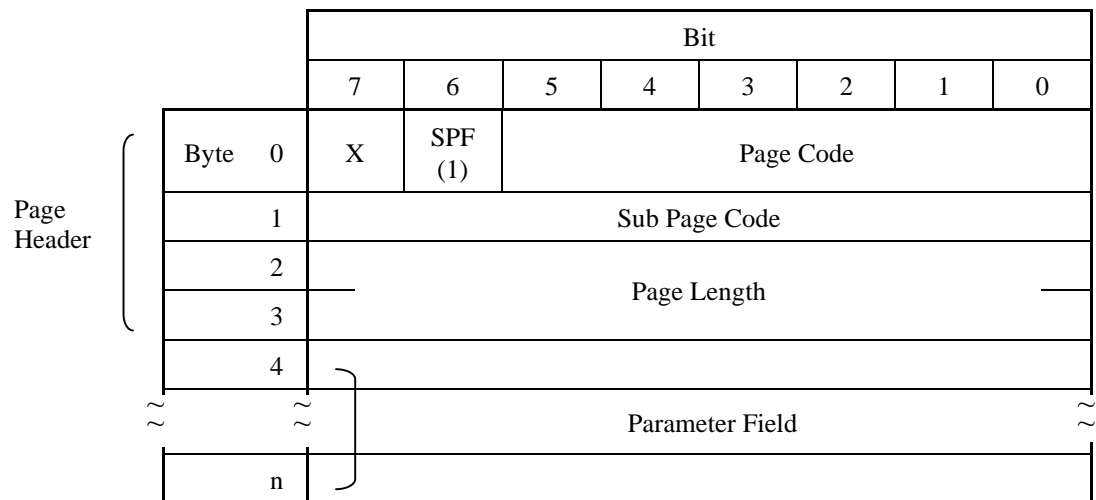 Bit
7 6 5 4 3 2 1 0
Byte 0 X SPF (1) Page Code
Page Header
1 Sub Page Code
2
Page Length
3
4
~ ~ ~
~ ~ ~
Parameter Field
n